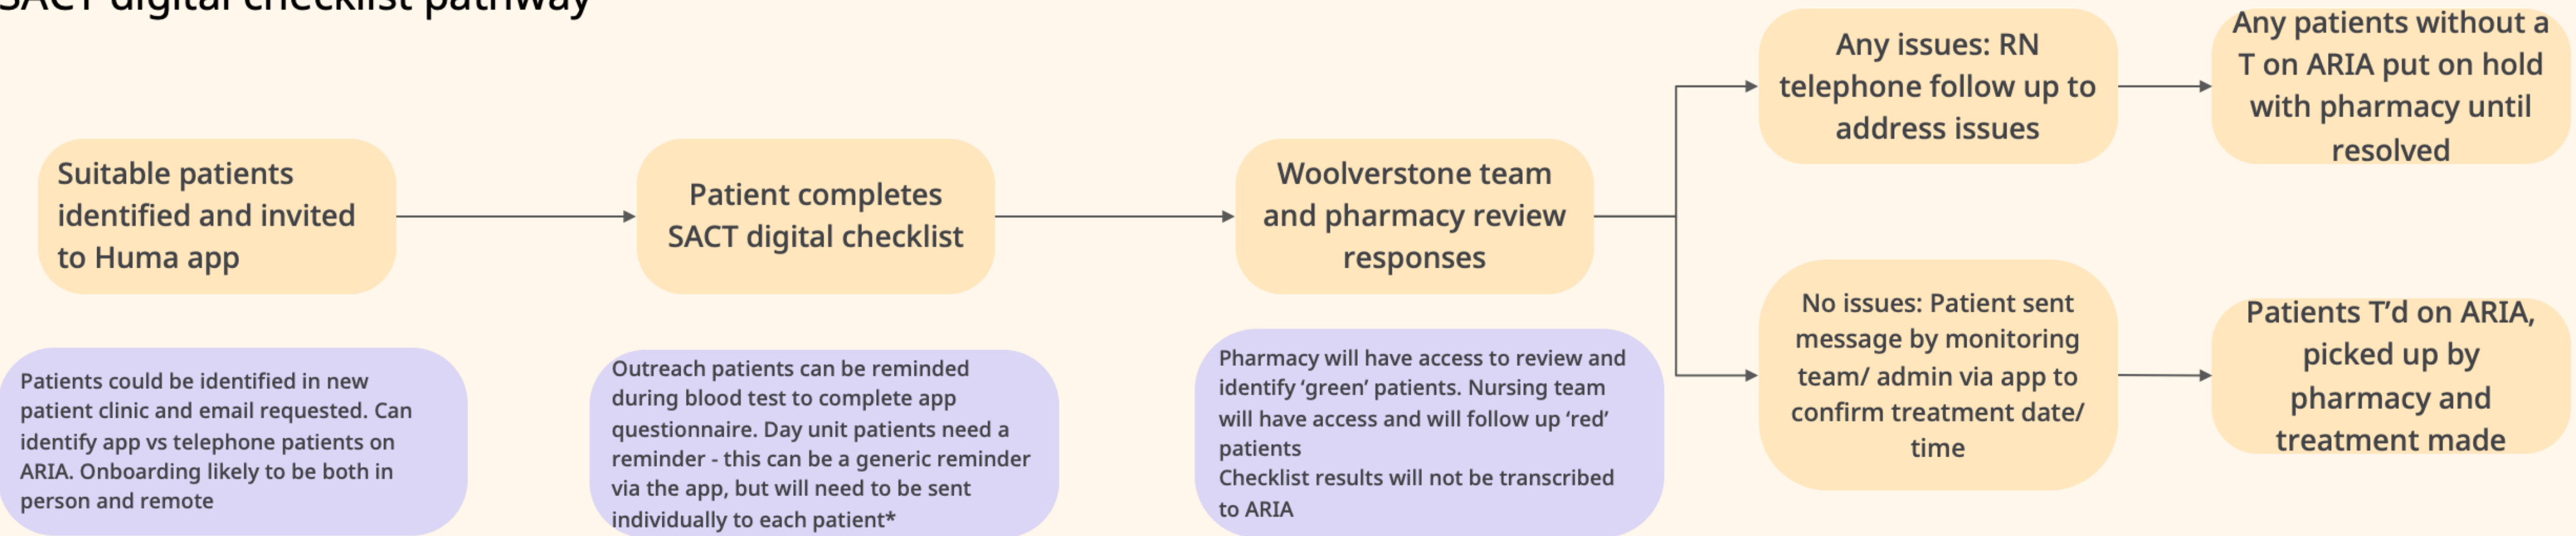 SACT digital checklist pathway
Suitable patients
identified and invited
to Huma app
Patient completes
SACT digital checklist
Woolverstone team
and pharmacy review
responses
Any issues: RN
telephone follow up to
address issues
Any patients without a
T on ARIA put on hold
with pharmacy until
resolved
No issues: Patient sent
message by monitoring
team/ admin via app to
confirm treatment date/
time
Patients T’d on ARIA,
picked up by
pharmacy and
treatment made
Patients could be identified in new
patient clinic and email requested. Can
identify app vs telephone patients on
ARIA. Onboarding likely to be both in
person and remote
Outreach patients can be reminded
during blood test to complete app
questionnaire. Day unit patients need a
reminder - this can be a generic reminder
via the app, but will need to be sent
individually to each patient*
Pharmacy will have access to review and
identify ‘green’ patients. Nursing team
will have access and will follow up ‘red’
patients
Checklist results will not be transcribed
to ARIA